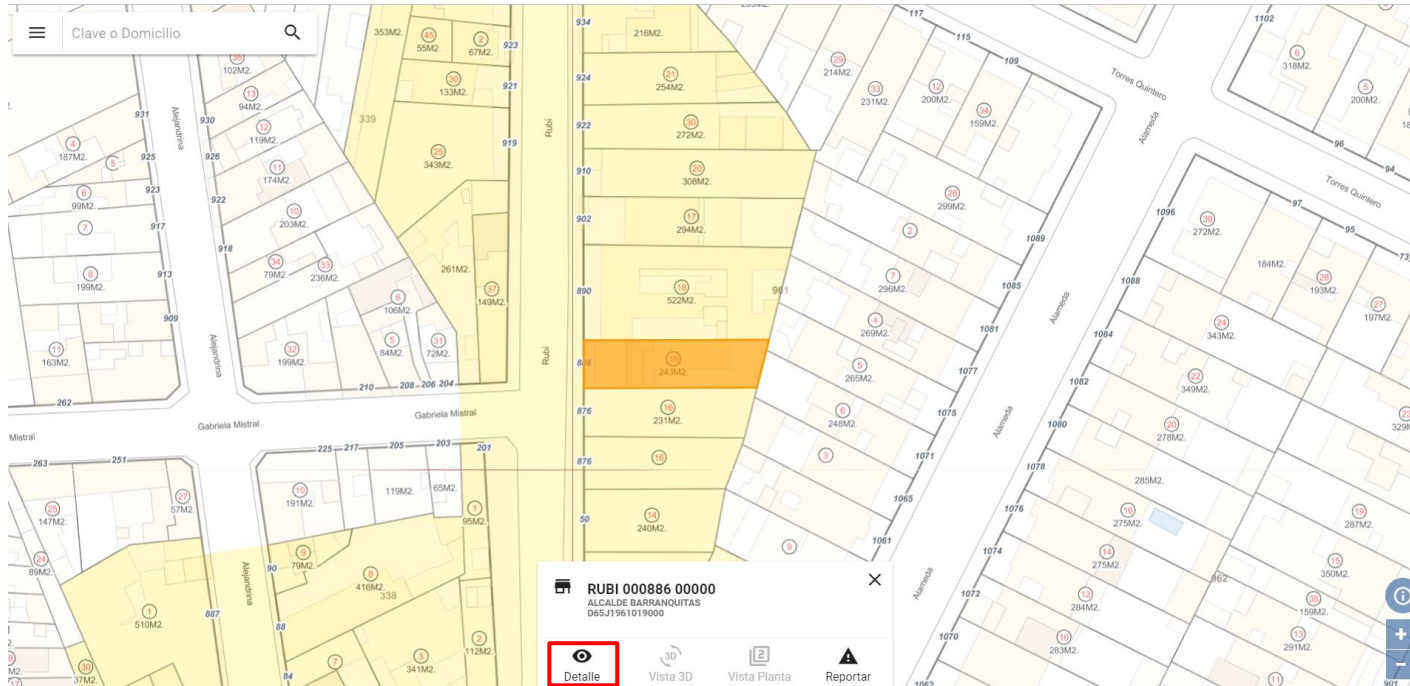 Clave o Domicilio
353M2.
45
55M2.
2
67M2.
923
934
216M2.
117
115
109
1102
6
318M2.
5
200M2.
35
102M2.
13
94M2.
12
119M2.
11
174M2.
10
203M2.
34
79M2.
33
236M2.
6
106M2.
5
84M2.
31
72M2.
32
199M2.
30
133M2.
921
339
25
343M2.
919
261M2.
37
149M2.
931
930
925
926
923
922
917
918
913
909
Alejandrina
Alejandrina
4
187M2.
5
6
99M2.
7
8
199M2.
11
163M2.
262
210
208
206
204
Rubí
Rubí
924
922
910
902
890
886
876
876
50
21
254M2.
30
272M2.
20
308M2.
17
294M2.
18
522M2.
961
19
243M2.
16
231M2.
16
14
240M2.
29
214M2.
33
231M2.
12
200M2.
34
159M2.
28
299M2.
2
7
296M2.
4
269M2.
5
265M2.
6
248M2.
3
9
1089
1085
1081
1077
1075
1071
1065
1061
Torres Quintero
Torres Quintero
Alameda
Alameda
Alameda
Alameda
96
94
97
95
73
1096
1088
1084
1082
1080
1078
1076
1074
1072
1070
1062
30
272M2.
184M2.
28
193M2.
27
197M2.
24
343M2.
22
349M2.
20
278M2.
23
285M2.
16
275M2.
14
275M2.
12
284M2.
10
283M2.
19
287M2.
15
350M2.
35
159M2.
13
291M2.
962
901
Mistral
Gabriela Mistral
Gabriela Mistral
263
251
225
217
205
203
201
25
147M2.
27
57M2.
24
89M2.
10
191M2.
119M2.
65M2.
1
95M2.
9
79M2.
8
416M2.
338
90
88
84
Alejandrina
887
1
510M2.
30
37M2.
7
3
341M2.
2
112M2.
17
RUBI 000886 00000
ALCALDE BARRANQUITAS
D65J1961019000
Detalle
3D
Vista 3D
2
Vista Planta
Reportar